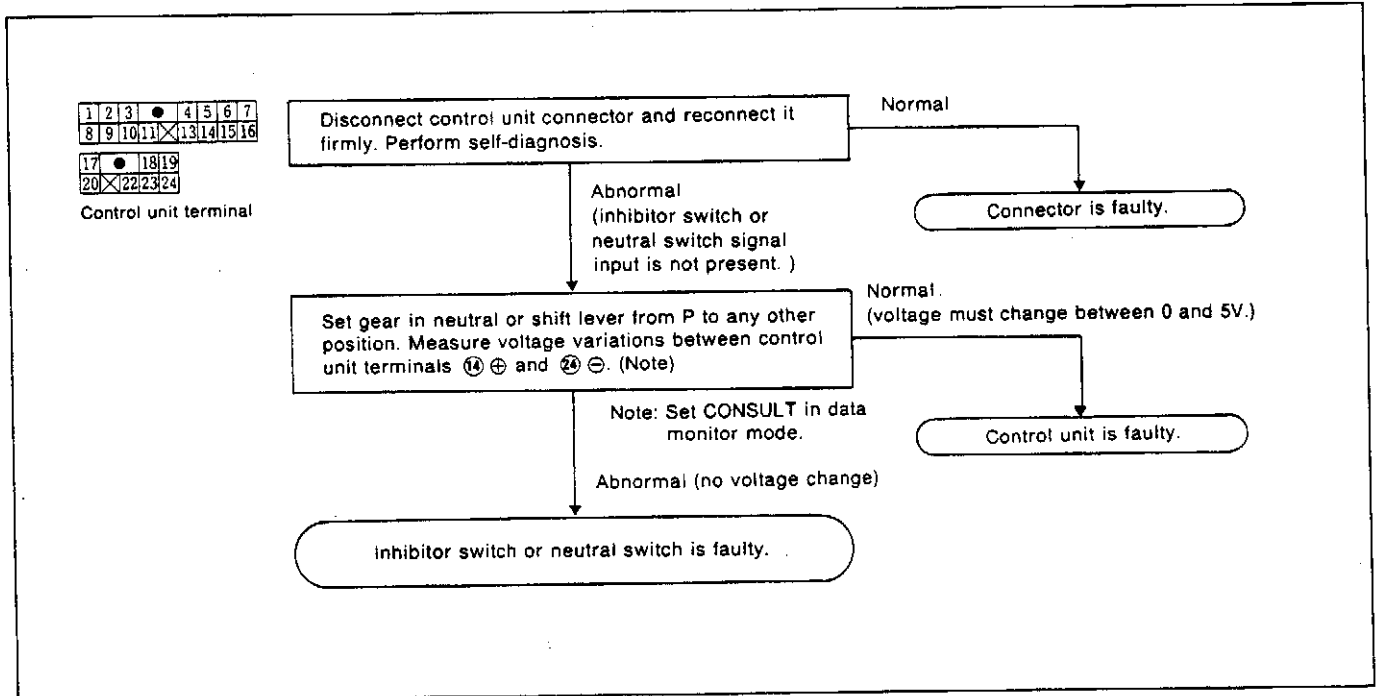 1 2 3 ● 4 5 6 7
8 9 10 11 ╳ 13 14 15 16
17 ● 18 19
20 ╳ 22 23 24
Control unit terminal
Disconnect control unit connector and reconnect it
firmly. Perform self-diagnosis.
Normal
Connector is faulty.
Abnormal
(inhibitor switch or
neutral switch signal
input is not present. )
Set gear in neutral or shift lever from P to any other
position. Measure voltage variations between control
unit terminals ⑭ ⊕ and ㉔ ⊖. (Note)
Normal.
(voltage must change between 0 and 5V.)
Control unit is faulty.
Note: Set CONSULT in data
monitor mode.
Abnormal (no voltage change)
Inhibitor switch or neutral switch is faulty.